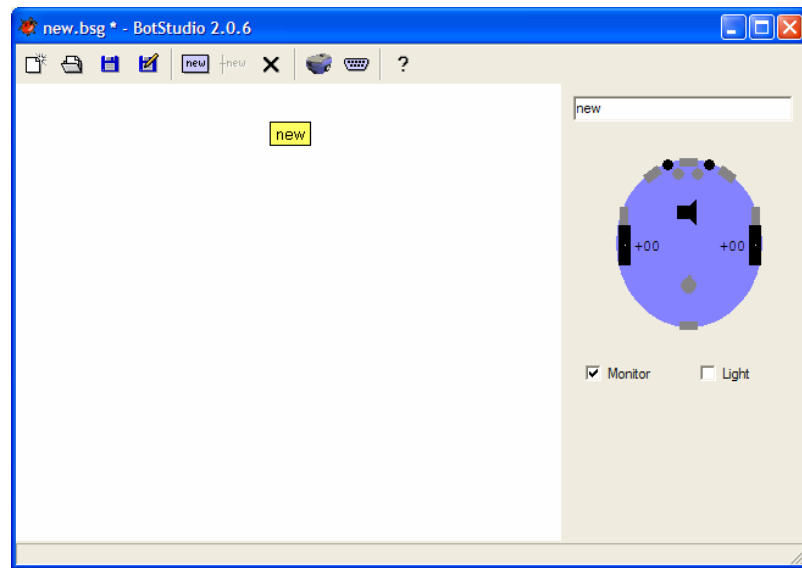 new.bsg * - BotStudio 2.0.6
new new ?
new
new
+00 +00
Monitor Light